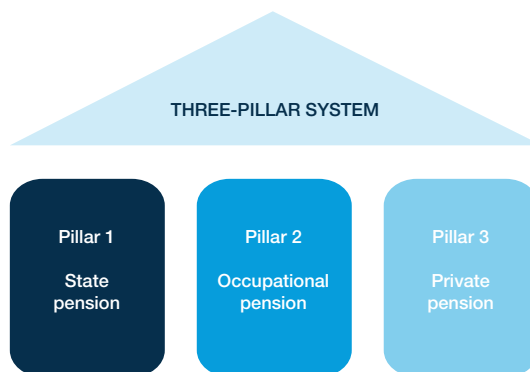 THREE-PILLAR SYSTEM
Pillar 1
State
pension
Pillar 2
Occupational
pension
Pillar 3
Private
pension